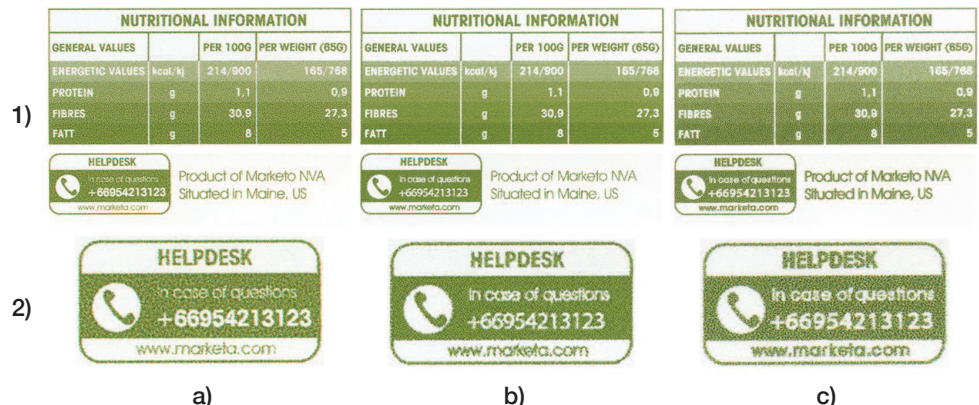 1)
NUTRITIONAL INFORMATION
GENERAL VALUES PER 100G PER WEIGHT (65G)
ENERGETIC VALUES kcal/kj 214/900 165/768
PROTEIN g 1,1 0,9
FIBRES g 30,9 27,3
FATT g 8 5
HELPDESK
In case of questions
+66954213123
www.marketa.com
Product of Marketo NVA
Situated in Maine, US
NUTRITIONAL INFORMATION
GENERAL VALUES PER 100G PER WEIGHT (65G)
ENERGETIC VALUES kcal/kj 214/900 165/768
PROTEIN g 1,1 0,9
FIBRES g 30,9 27,3
FATT g 8 5
HELPDESK
In case of questions
+66954213123
www.marketa.com
Product of Marketo NVA
Situated in Maine, US
NUTRITIONAL INFORMATION
GENERAL VALUES PER 100G PER WEIGHT (65G)
ENERGETIC VALUES kcal/kj 214/900 165/768
PROTEIN g 1,1 0,9
FIBRES g 30,9 27,3
FATT g 8 5
HELPDESK
In case of questions
+66954213123
www.marketa.com
Product of Marketo NVA
Situated in Maine, US
2)
HELPDESK
In case of questions
+66954213123
www.marketa.com
HELPDESK
In case of questions
+66954213123
www.marketa.com
HELPDESK
In case of questions
+66954213123
www.marketa.com
a) b) c)